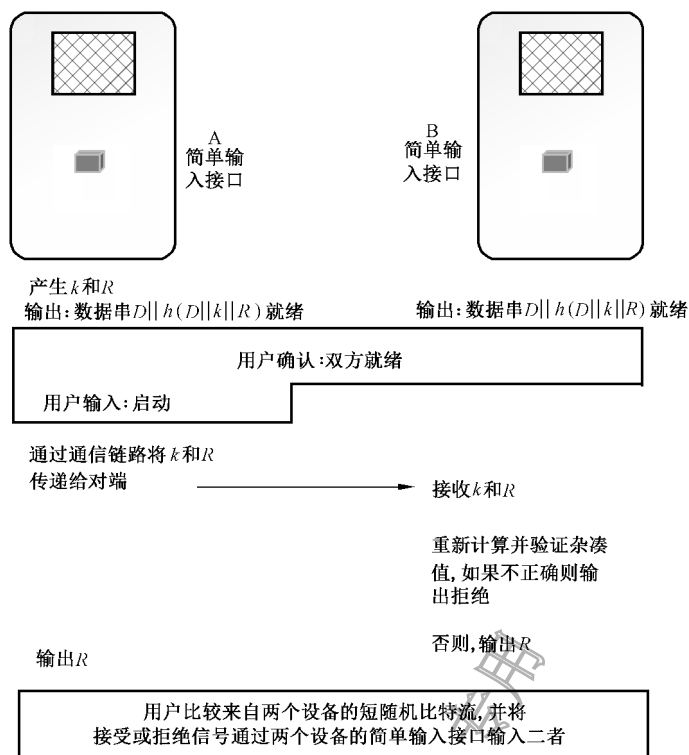 A
简单输
入接口
B
简单输
入接口
产生k和R
输出:数据串D||h(D||k||R)就绪
输出:数据串D||h(D||k||R)就绪
用户确认:双方就绪
用户输入:启动
通过通信链路将k和R
传递给对端
接收k和R
重新计算并验证杂凑
值,如果不正确则输
出拒绝
否则,输出R
输出R
用户比较来自两个设备的短随机比特流,并将
接受或拒绝信号通过两个设备的简单输入接口输入二者